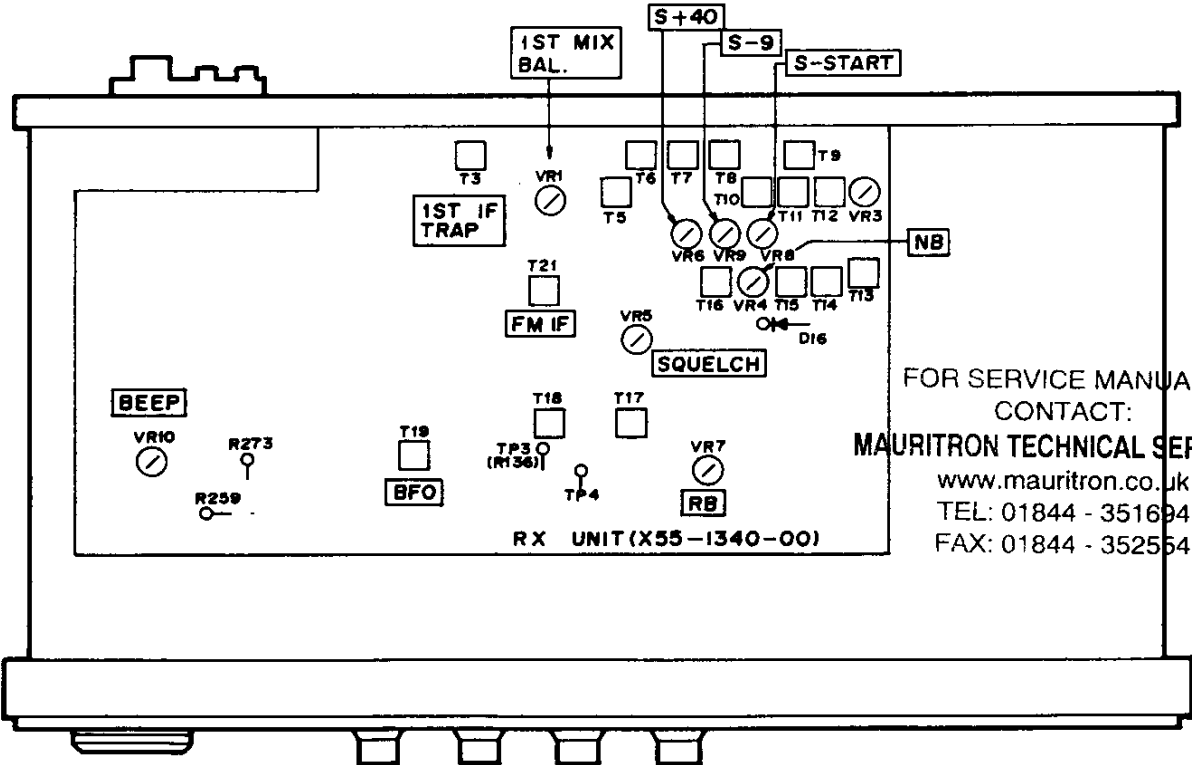 S+40
S-9
S-START
1ST MIX
BAL.
T3
VR1
T6
T7
T8
T9
T5
T10
T11
T12
VR3
1ST IF
TRAP
VR6
VR9
VR8
NB
T21
T16
VR4
T15
T14
T13
FM IF
VR5
D16
SQUELCH
FOR SERVICE MANUA
CONTACT:
MAURITRON TECHNICAL SER
www.mauritron.co.uk
TEL: 01844 - 351694
FAX: 01844 - 352554
BEEP
VR10
R273
R259
T19
BFO
T18
T17
TP3
(R136)
TP4
VR7
RB
RX UNIT (X55-1340-00)